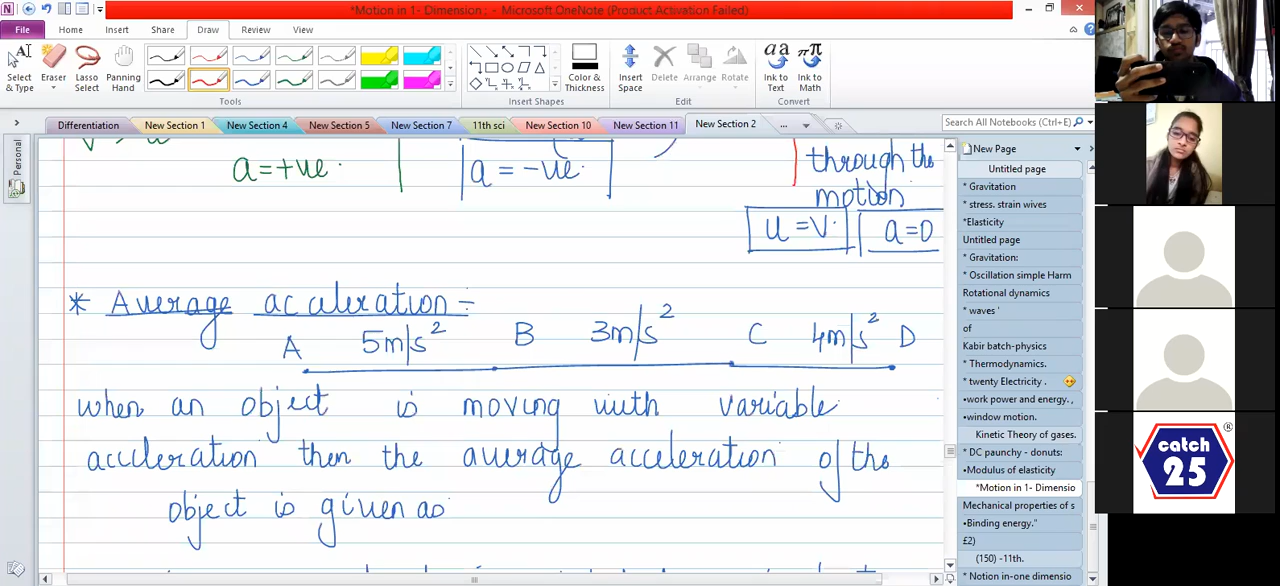 *Motion in 1- Dimension : - Microsoft OneNote (Product Activation Failed)
File Home Insert Share Draw Review View
Select & Type
Eraser
Lasso Select
Panning Hand
Color & Thickness
Insert Space
Delete
Arrange
Rotate
Ink to Text
Ink to Math
Tools
Insert Shapes
Edit
Convert
Differentiation New Section 1 New Section 4 New Section 5 New Section 7 11th sci New Section 10 New Section 11 New Section 2 ...
Search All Notebooks (Ctrl+E)
Personal
a=+ve.
a = -ve.
through the
motion
u=v.
a=0
* Average accleration:-
A 5m/s² B 3m/s² C 4m/s² D
when an object is moving with variable
accleration then the average acceleration of the
object is given as
New Page
Untitled page
* Gravitation
* stress. strain wives
*Elasticity
Untitled page
* Gravitation:
* Oscillation simple Harm
Rotational dynamics
* waves '
of
Kabir batch-physics
* Thermodynamics.
* twenty Electricity .
•work power and energy. ,
•window motion.
Kinetic Theory of gases.
* DC paunchy - donuts:
•Modulus of elasticity
*Motion in 1- Dimensio
Mechanical properties of s
•Binding energy."
£2)
(150) -11th.
* Notion in-one dimensio
catch
25
®